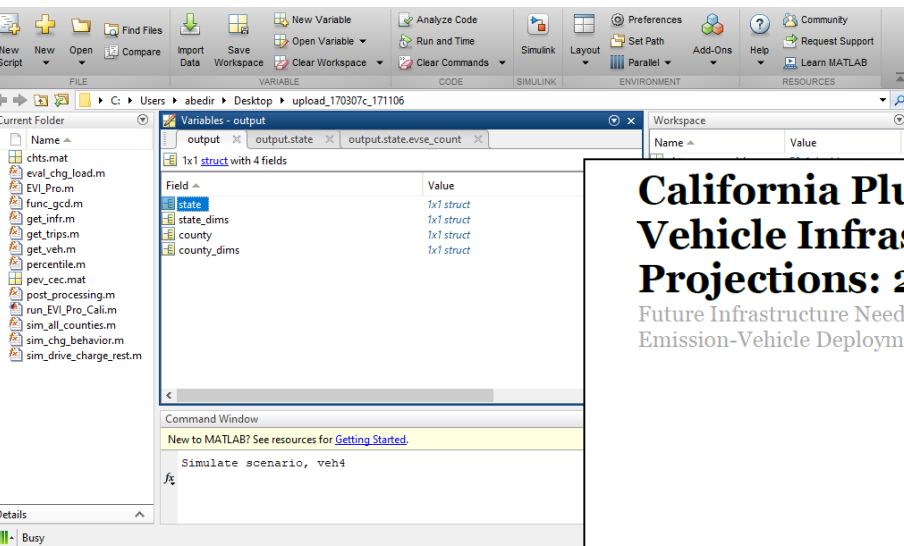 New Script
New
Open
Find Files
Compare
Import Data
Save Workspace
New Variable
Open Variable
Clear Workspace
Analyze Code
Run and Time
Clear Commands
Simulink
Layout
Preferences
Set Path
Parallel
Add-Ons
Help
Community
Request Support
Learn MATLAB
FILE
VARIABLE
CODE
SIMULINK
ENVIRONMENT
RESOURCES
C: Users abedir Desktop upload_170307c_171106
Current Folder
Name
chts.mat
eval_chg_load.m
EVI_Pro.m
func_gcd.m
get_infr.m
get_trips.m
get_veh.m
percentile.m
pev_cec.mat
post_processing.m
run_EVI_Pro_Cali.m
sim_all_counties.m
sim_chg_behavior.m
sim_drive_charge_rest.m
Details
Busy
Variables - output
output output.state output.state.evse_count
1x1 struct with 4 fields
Field Value
state 1x1 struct
state_dims 1x1 struct
county 1x1 struct
county_dims 1x1 struct
Command Window
New to MATLAB? See resources for Getting Started.
Simulate scenario, veh4
fx
Workspace
Name Value
California Plu
Vehicle Infras
Projections: 2
Future Infrastructure Need
Emission-Vehicle Deploym